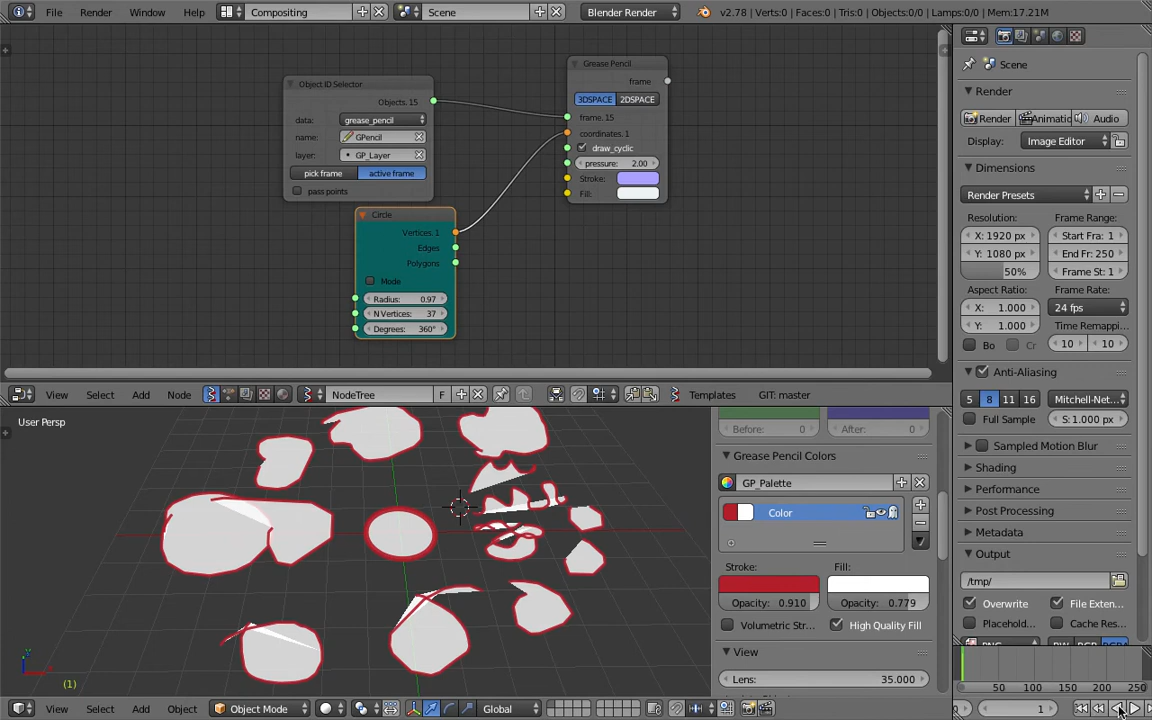 File Render Window Help Compositing Scene Blender Render v2.78 | Verts:0 | Faces:0 | Tris:0 | Objects:0/0 | Lamps:0/0 | Mem:17.21M
Scene
Render
Render Animatic Audio
Display: Image Editor
Dimensions
Render Presets
Resolution: Frame Range:
X: 1920 px Start Fra: 1
Y: 1080 px End Fr: 250
50% Frame St: 1
Aspect Ratio: Frame Rate:
X: 1.000 24 fps
Y: 1.000 Time Remappi...
Bo Cr 10 10
Anti-Aliasing
5 8 11 16 Mitchell-Net...
Full Sample S: 1.000 px
Sampled Motion Blur
Shading
Performance
Post Processing
Metadata
Output
/tmp/
Overwrite File Exten...
Placehold... Cache Res...
50 100 150 200 250
1
Object ID Selector
Objects. 15
data: grease_pencil
name: GPencil
layer: GP_Layer
pick frame active frame
pass points
Grease Pencil
frame
3DSPACE 2DSPACE
frame. 15
coordinates. 1
draw_cyclic
pressure: 2.00
Stroke:
Fill:
Circle
Vertices. 1
Edges
Polygons
Mode
Radius: 0.97
N Vertices: 37
Degrees: 360°
View Select Add Node NodeTree F Templates GIT: master
User Persp
(1)
Before: 0 After: 0
Grease Pencil Colors
GP_Palette
Color
Stroke: Fill:
Opacity: 0.910 Opacity: 0.779
Volumetric Str... High Quality Fill
View
Lens: 35.000
View Select Add Object Object Mode Global